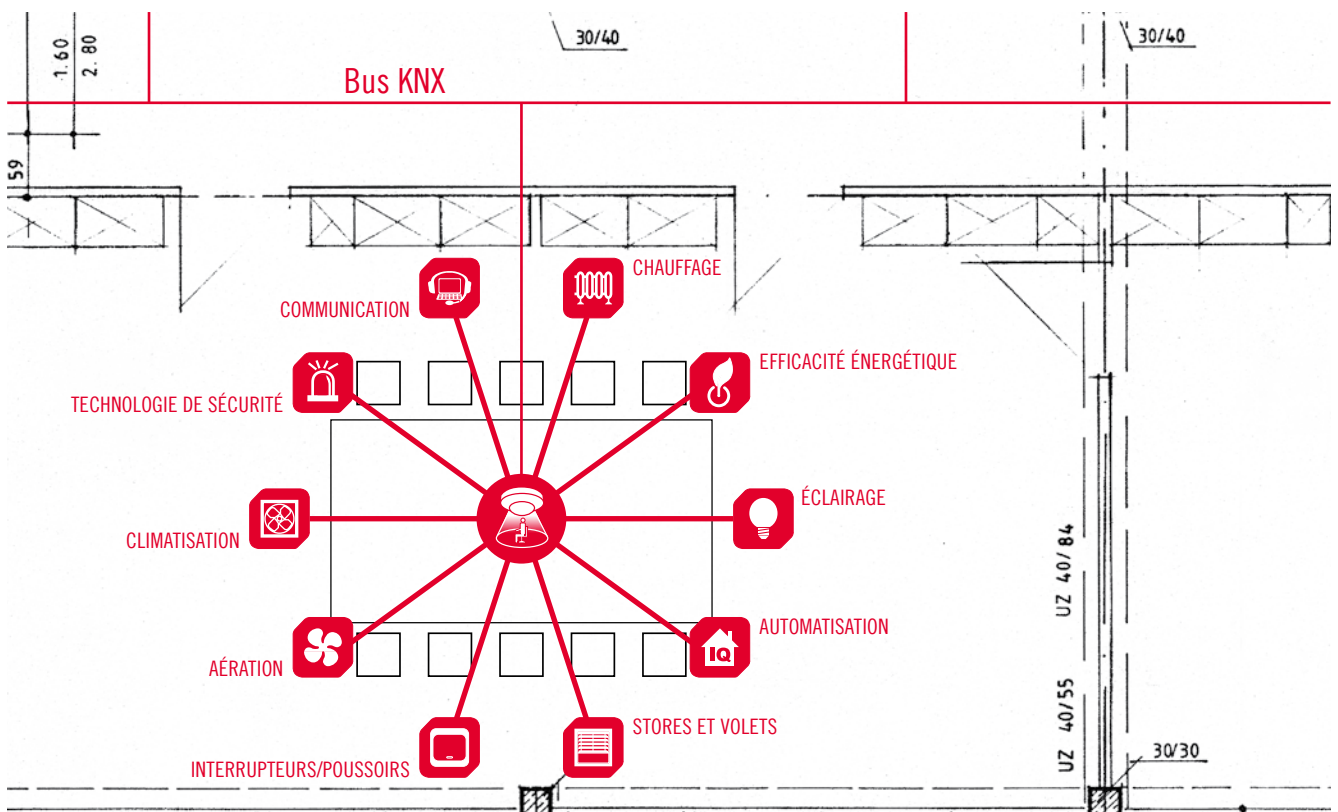 30/40
30/40
1.60
2.80
Bus KNX
59
CHAUFFAGE
COMMUNICATION
EFFICACITÉ ÉNERGÉTIQUE
TECHNOLOGIE DE SÉCURITÉ
ÉCLAIRAGE
CLIMATISATION
UZ 40/84
AUTOMATISATION
IQ
AÉRATION
UZ 40/55
STORES ET VOLETS
30/30
INTERRUPTEURS/POUSSOIRS